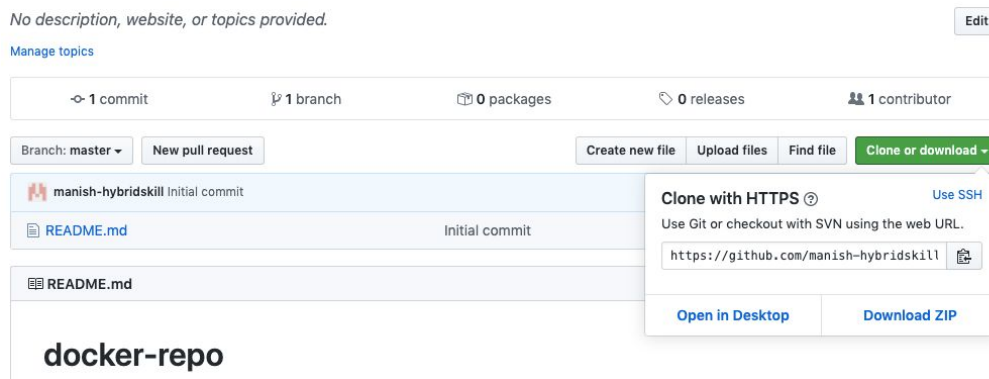 No description, website, or topics provided.
Edit
Manage topics
1 commit 1 branch 0 packages 0 releases 1 contributor
Branch: master New pull request Create new file Upload files Find file Clone or download
manish-hybridskill Initial commit
README.md Initial commit
Clone with HTTPS Use SSH
Use Git or checkout with SVN using the web URL.
https://github.com/manish-hybridskill
Open in Desktop Download ZIP
README.md
docker-repo